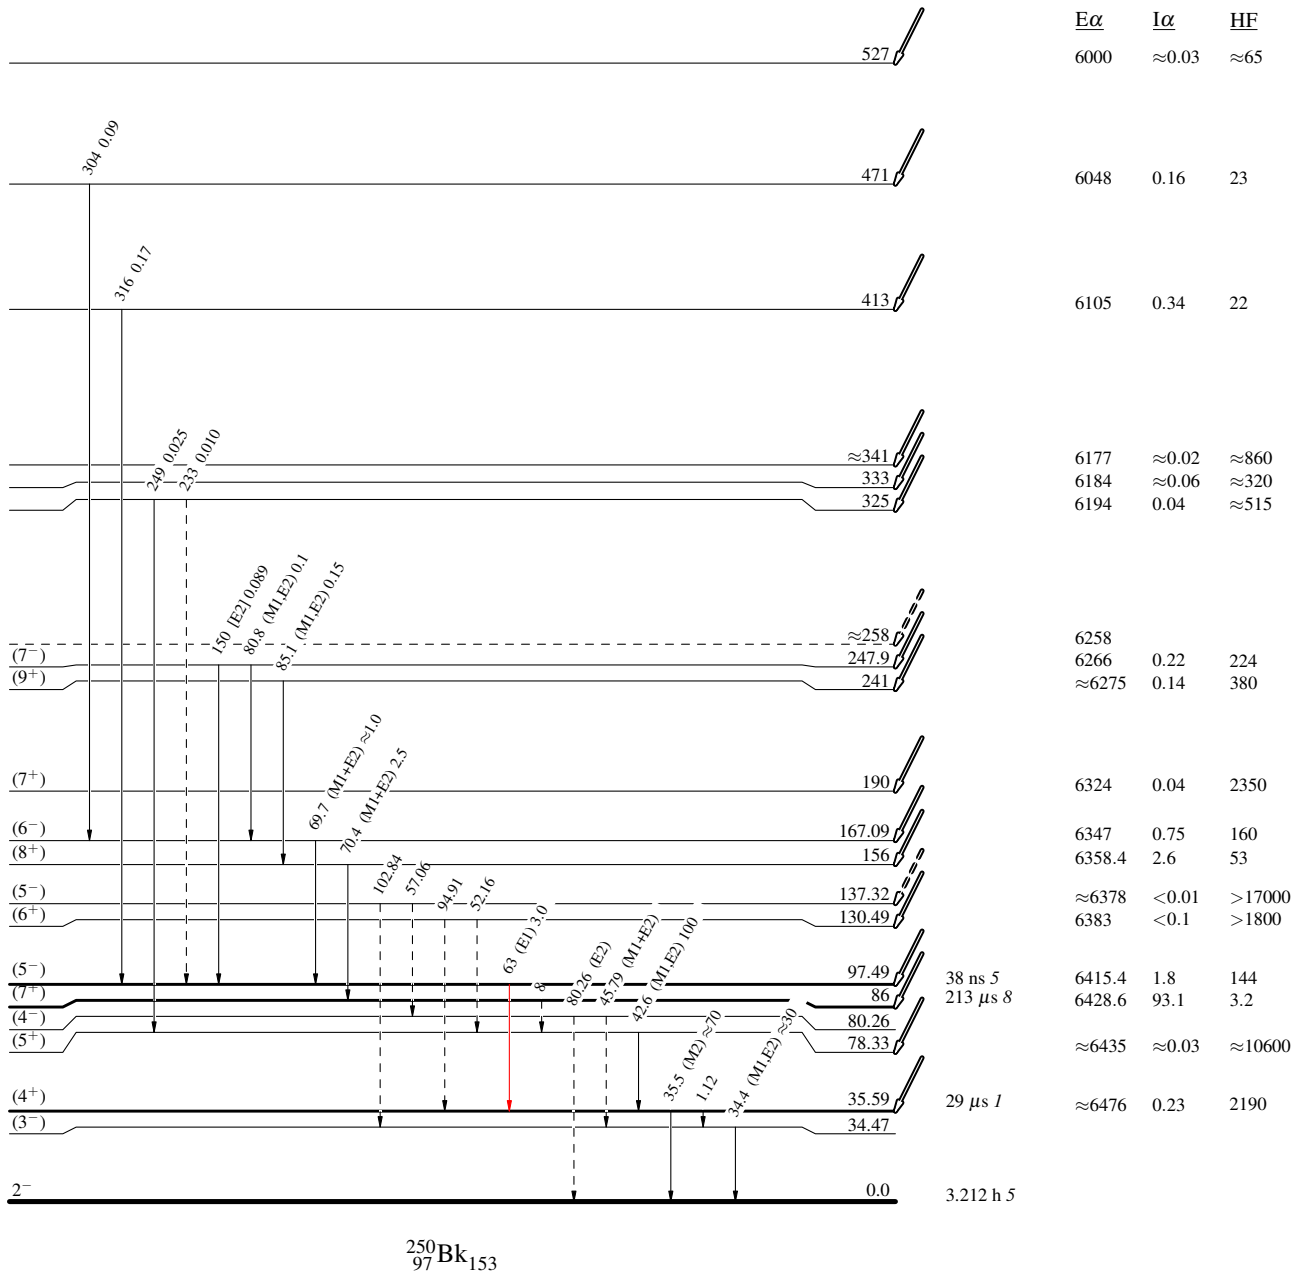 Eα Iα HF
527 6000 ≈0.03 ≈65
304 0.09
471 6048 0.16 23
316 0.17
413 6105 0.34 22
249 0.025
233 0.010
≈341 6177 ≈0.02 ≈860
333 6184 ≈0.06 ≈320
325 6194 0.04 ≈515
150 [E2] 0.089
80.8 (M1,E2) 0.1
85.1 (M1,E2) 0.15
≈258 6258
(7−) 247.9 6266 0.22 224
(9+) 241 ≈6275 0.14 380
69.7 (M1+E2) ≈1.0
70.4 (M1+E2) 2.5
(7+) 190 6324 0.04 2350
(6−) 167.09 6347 0.75 160
(8+) 156 6358.4 2.6 53
102.84
57.06
94.91
52.16
(5−) 137.32 ≈6378 <0.01 >17000
(6+) 130.49 6383 <0.1 >1800
63 (E1) 3.0
8
80.26 (E2)
45.79 (M1+E2)
42.6 (M1,E2) 100
(5−) 97.49 38 ns 5 6415.4 1.8 144
(7+) 86 213 μs 8 6428.6 93.1 3.2
(4−) 80.26
(5+) 78.33 ≈6435 ≈0.03 ≈10600
35.5 (M2) ≈70
1.12
34.4 (M1,E2) ≈30
(4+) 35.59 29 μs 1 ≈6476 0.23 2190
(3−) 34.47
2− 0.0 3.212 h 5
250 97 Bk 153